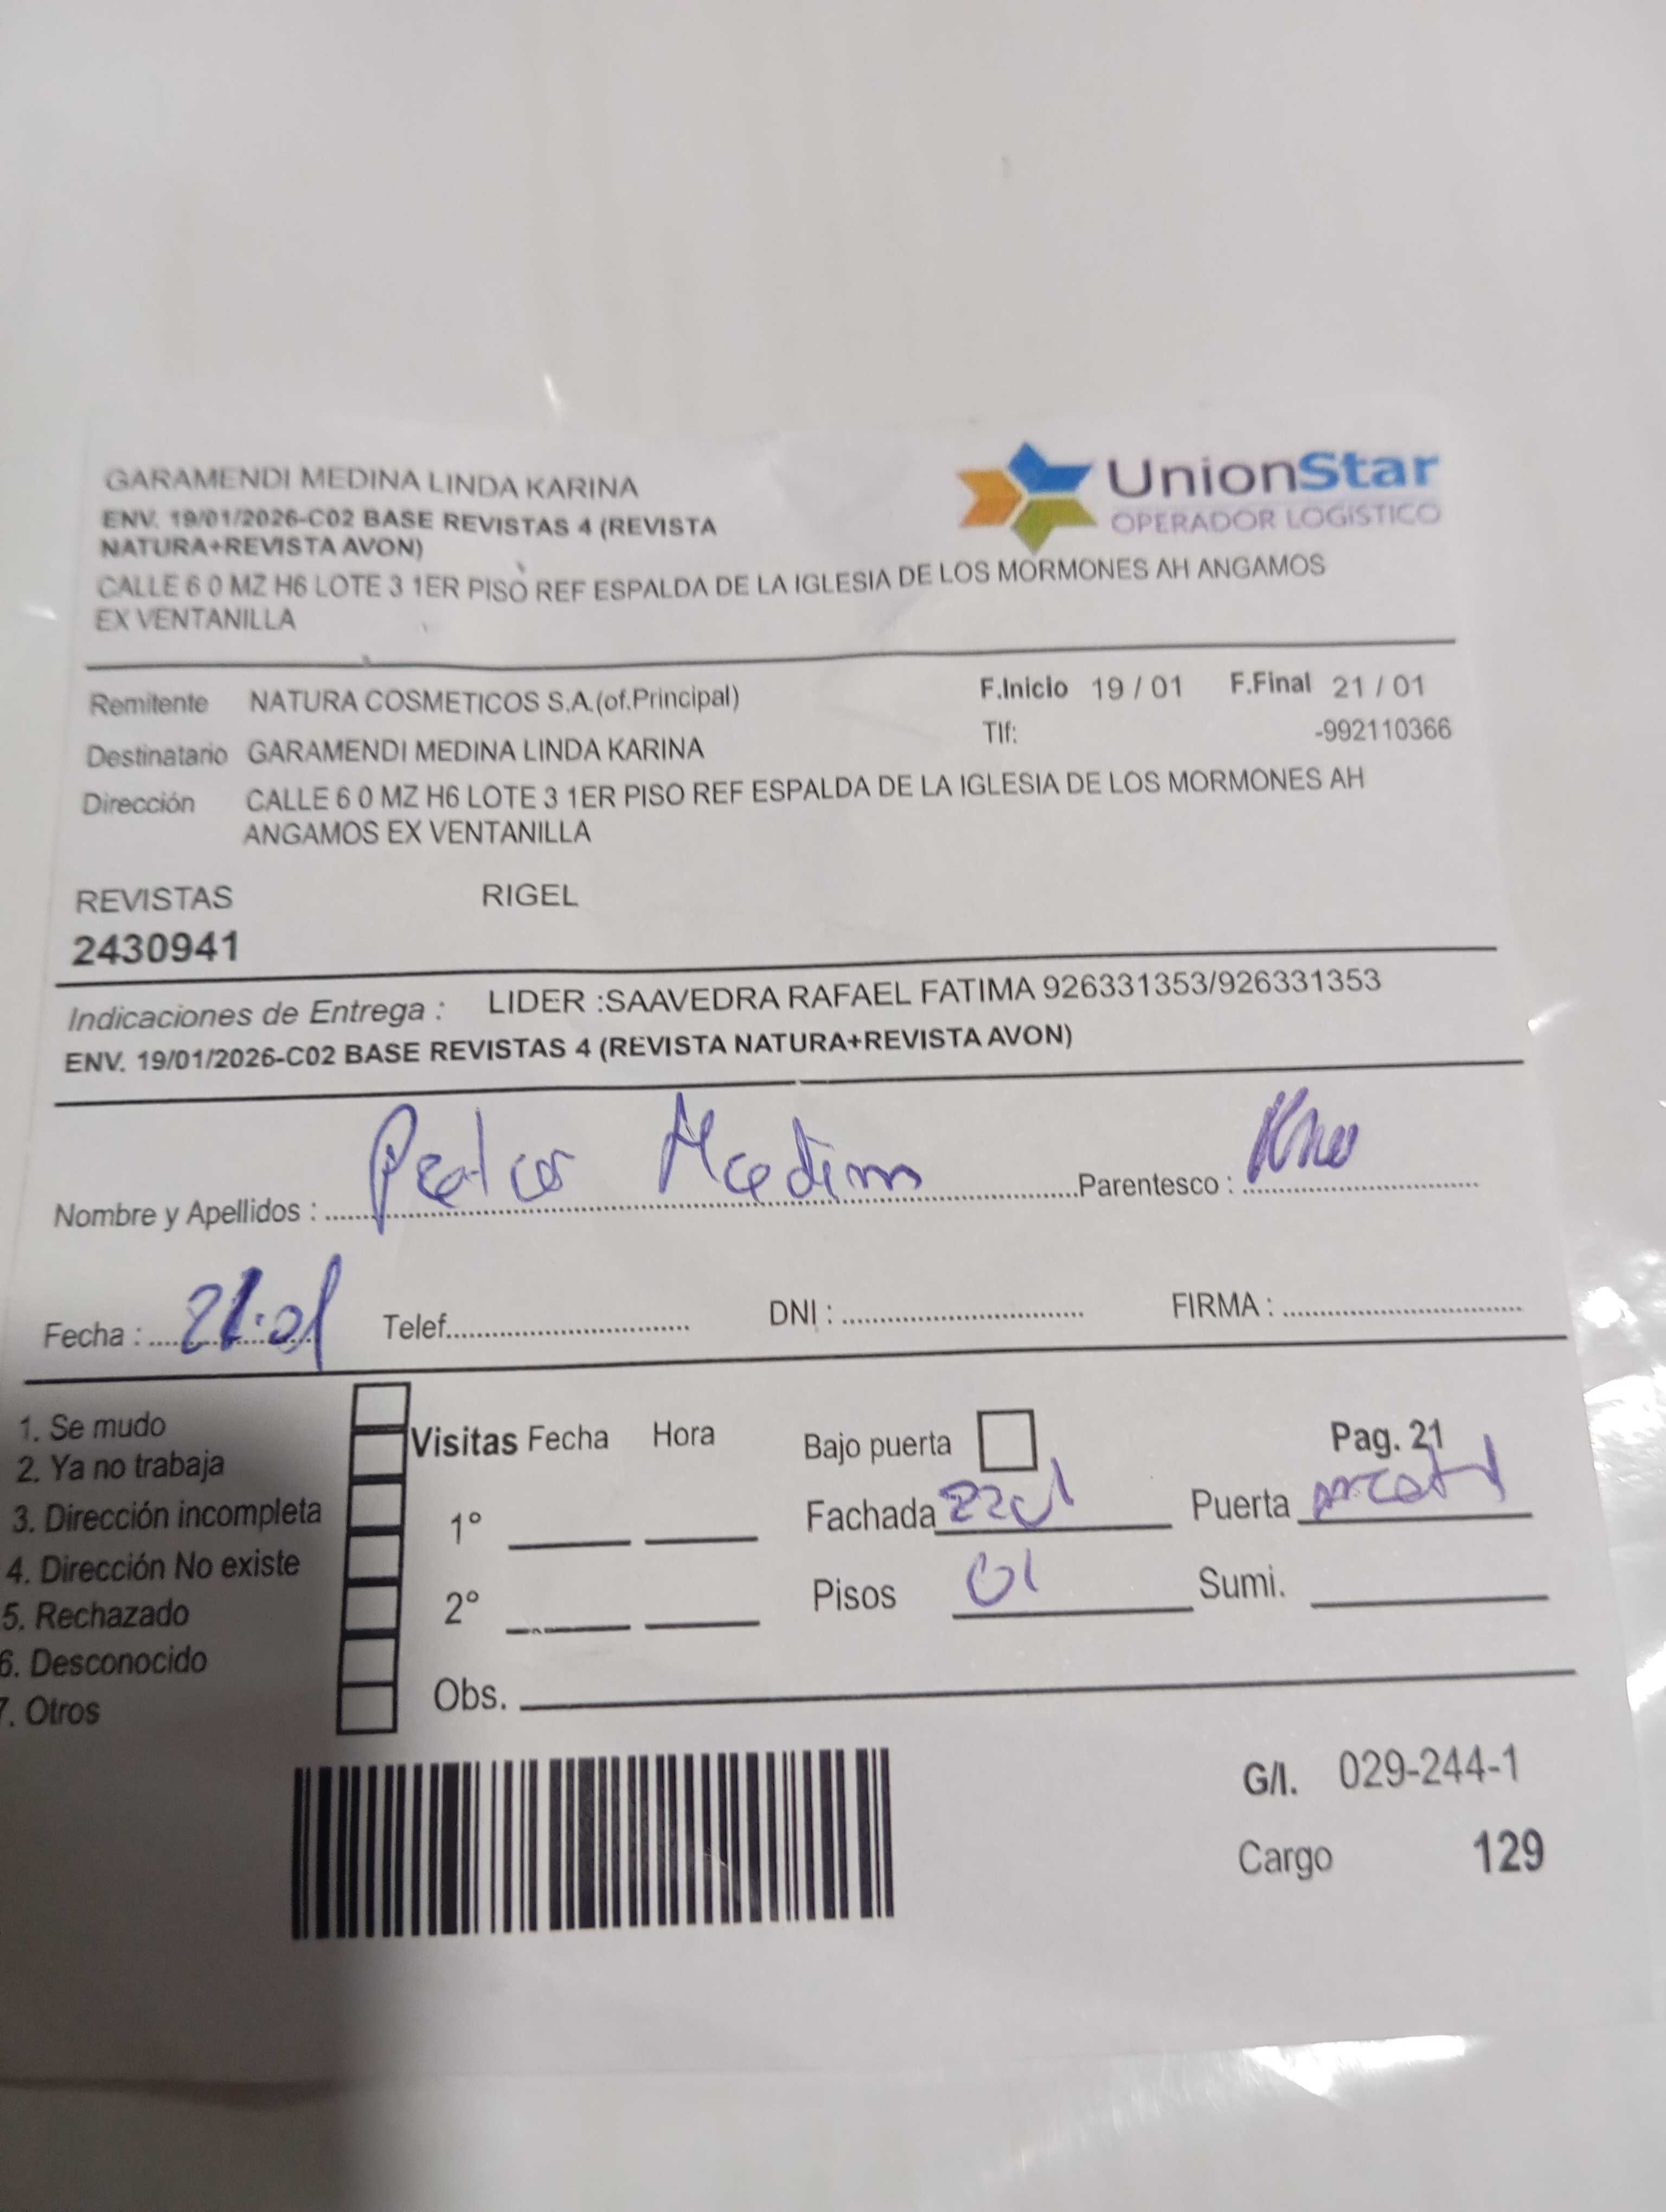 GARAMENDI MEDINA LINDA KARINA
UnionStar
OPERADOR LOGÍSTICO
ENV. 19/01/2026-C02 BASE REVISTAS 4 (REVISTA
NATURA+REVISTA AVON)
CALLE 6 0 MZ H6 LOTE 3 1ER PISO REF ESPALDA DE LA IGLESIA DE LOS MORMONES AH ANGAMOS
EX VENTANILLA
Remitente NATURA COSMETICOS S.A.(of.Principal) F.Inicio 19 / 01 F.Final 21 / 01
Tlf: -992110366
Destinatario GARAMENDI MEDINA LINDA KARINA
Dirección CALLE 6 0 MZ H6 LOTE 3 1ER PISO REF ESPALDA DE LA IGLESIA DE LOS MORMONES AH
ANGAMOS EX VENTANILLA
REVISTAS RIGEL
2430941
Indicaciones de Entrega : LIDER :SAAVEDRA RAFAEL FATIMA 926331353/926331353
ENV. 19/01/2026-C02 BASE REVISTAS 4 (REVISTA NATURA+REVISTA AVON)
Nombre y Apellidos : Parentesco :
Fecha : 21.01 Telef. DNI : FIRMA :
1. Se mudo
2. Ya no trabaja
3. Dirección incompleta
4. Dirección No existe
5. Rechazado
6. Desconocido
7. Otros
Visitas Fecha Hora
1°
2°
Obs.
Bajo puerta Pag. 21
Fachada Puerta
Pisos 01 Sumi.
G/I. 029-244-1
Cargo 129